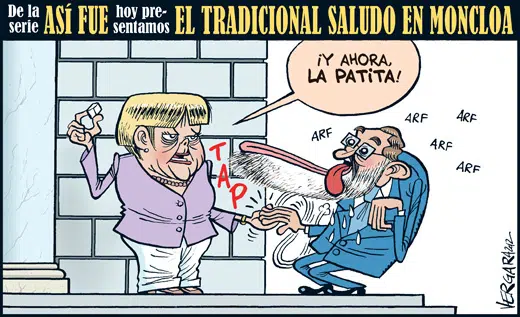 De la serie ASÍ FUE hoy presentamos EL TRADICIONAL SALUDO EN MONCLOA
¡Y AHORA,
LA PATITA!
TAP
ARF
ARF
ARF
ARF
ARF
VERGARA